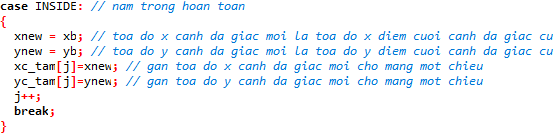 case INSIDE: // nam trong hoan toan
{
xnew = xb; // toa do x canh da giac moi la toa do x diem cuoi canh da giac cu
ynew = yb; // toa do y canh da giac moi la toa do y diem cuoi canh da giac cu
xc_tam[j]=xnew; // gan toa do x canh da giac moi cho mang mot chieu
yc_tam[j]=ynew; // gan toa do y canh da giac moi cho mang mot chieu
j++;
break;
}